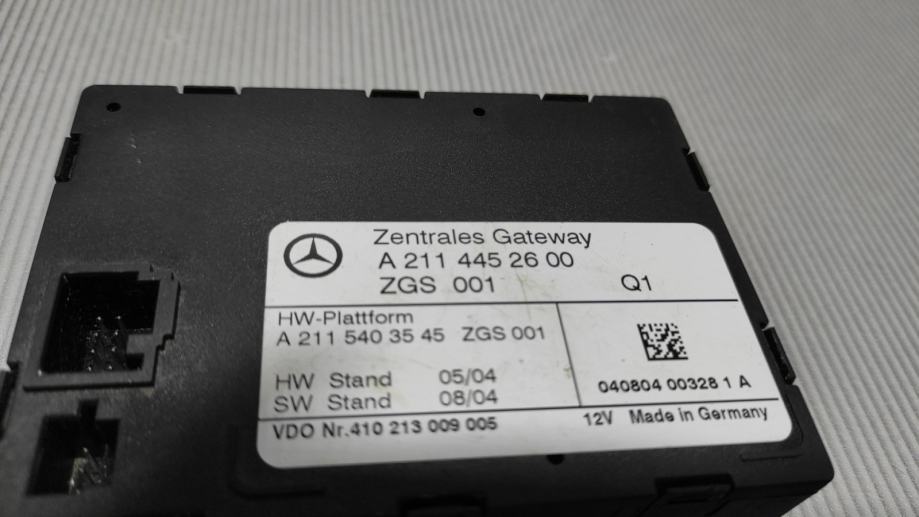 Zentrales Gateway
A 211 445 26 00
ZGS 001 Q1
HW-Plattform
A 211 540 35 45 ZGS 001
HW Stand 05/04
SW Stand 08/04
040804 00328 1 A
VDO Nr.410 213 009 005 12V Made in Germany